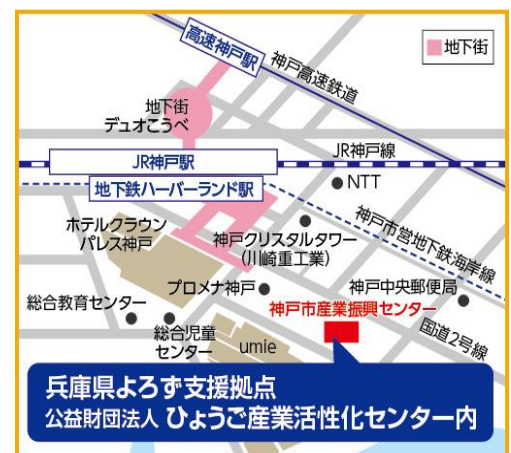 高速神戸駅
神戸高速鉄道
地下街
地下街
デュオこうべ
JR神戸駅
JR神戸線
地下鉄ハーバーランド駅
NTT
神戸市営地下鉄海岸線
ホテルクラウン
パレス神戸
神戸クリスタルタワー
(川崎重工業)
プロメナ神戸
神戸中央郵便局
総合教育センター
神戸市産業振興センター
国道2号線
総合児童
センター
umie
兵庫県よろず支援拠点
公益財団法人 ひょうご産業活性化センター内